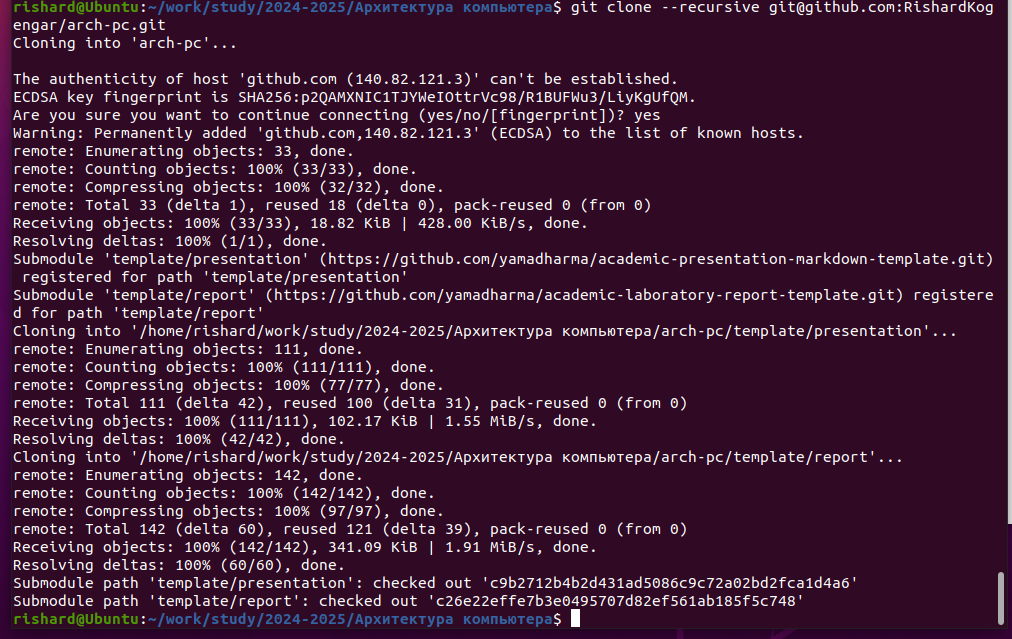 rishard@Ubuntu:~/work/study/2024-2025/Архитектура компьютера$ git clone --recursive git@github.com:RishardKog
engar/arch-pc.git
Cloning into 'arch-pc'...
The authenticity of host 'github.com (140.82.121.3)' can't be established.
ECDSA key fingerprint is SHA256:p2QAMXNIC1TJYWeIOttrVc98/R1BUFWu3/LiyKgUfQM.
Are you sure you want to continue connecting (yes/no/[fingerprint])? yes
Warning: Permanently added 'github.com,140.82.121.3' (ECDSA) to the list of known hosts.
remote: Enumerating objects: 33, done.
remote: Counting objects: 100% (33/33), done.
remote: Compressing objects: 100% (32/32), done.
remote: Total 33 (delta 1), reused 18 (delta 0), pack-reused 0 (from 0)
Receiving objects: 100% (33/33), 18.82 KiB | 428.00 KiB/s, done.
Resolving deltas: 100% (1/1), done.
Submodule 'template/presentation' (https://github.com/yamadharma/academic-presentation-markdown-template.git)
 registered for path 'template/presentation'
Submodule 'template/report' (https://github.com/yamadharma/academic-laboratory-report-template.git) registere
d for path 'template/report'
Cloning into '/home/rishard/work/study/2024-2025/Архитектура компьютера/arch-pc/template/presentation'...
remote: Enumerating objects: 111, done.
remote: Counting objects: 100% (111/111), done.
remote: Compressing objects: 100% (77/77), done.
remote: Total 111 (delta 42), reused 100 (delta 31), pack-reused 0 (from 0)
Receiving objects: 100% (111/111), 102.17 KiB | 1.55 MiB/s, done.
Resolving deltas: 100% (42/42), done.
Cloning into '/home/rishard/work/study/2024-2025/Архитектура компьютера/arch-pc/template/report'...
remote: Enumerating objects: 142, done.
remote: Counting objects: 100% (142/142), done.
remote: Compressing objects: 100% (97/97), done.
remote: Total 142 (delta 60), reused 121 (delta 39), pack-reused 0 (from 0)
Receiving objects: 100% (142/142), 341.09 KiB | 1.91 MiB/s, done.
Resolving deltas: 100% (60/60), done.
Submodule path 'template/presentation': checked out 'c9b2712b4b2d431ad5086c9c72a02bd2fca1d4a6'
Submodule path 'template/report': checked out 'c26e22effe7b3e0495707d82ef561ab185f5c748'
rishard@Ubuntu:~/work/study/2024-2025/Архитектура компьютера$